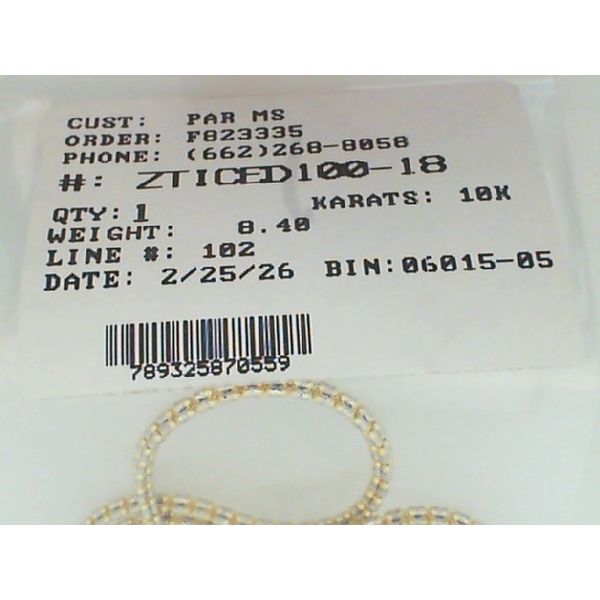 CUST: PAR MS
ORDER: F823335
PHONE: (662)268-8058
#: ZTICED100-18
QTY: 1 KARATS: 10K
WEIGHT: 8.40
LINE #: 102
DATE: 2/25/26 BIN:06015-05
789325870559